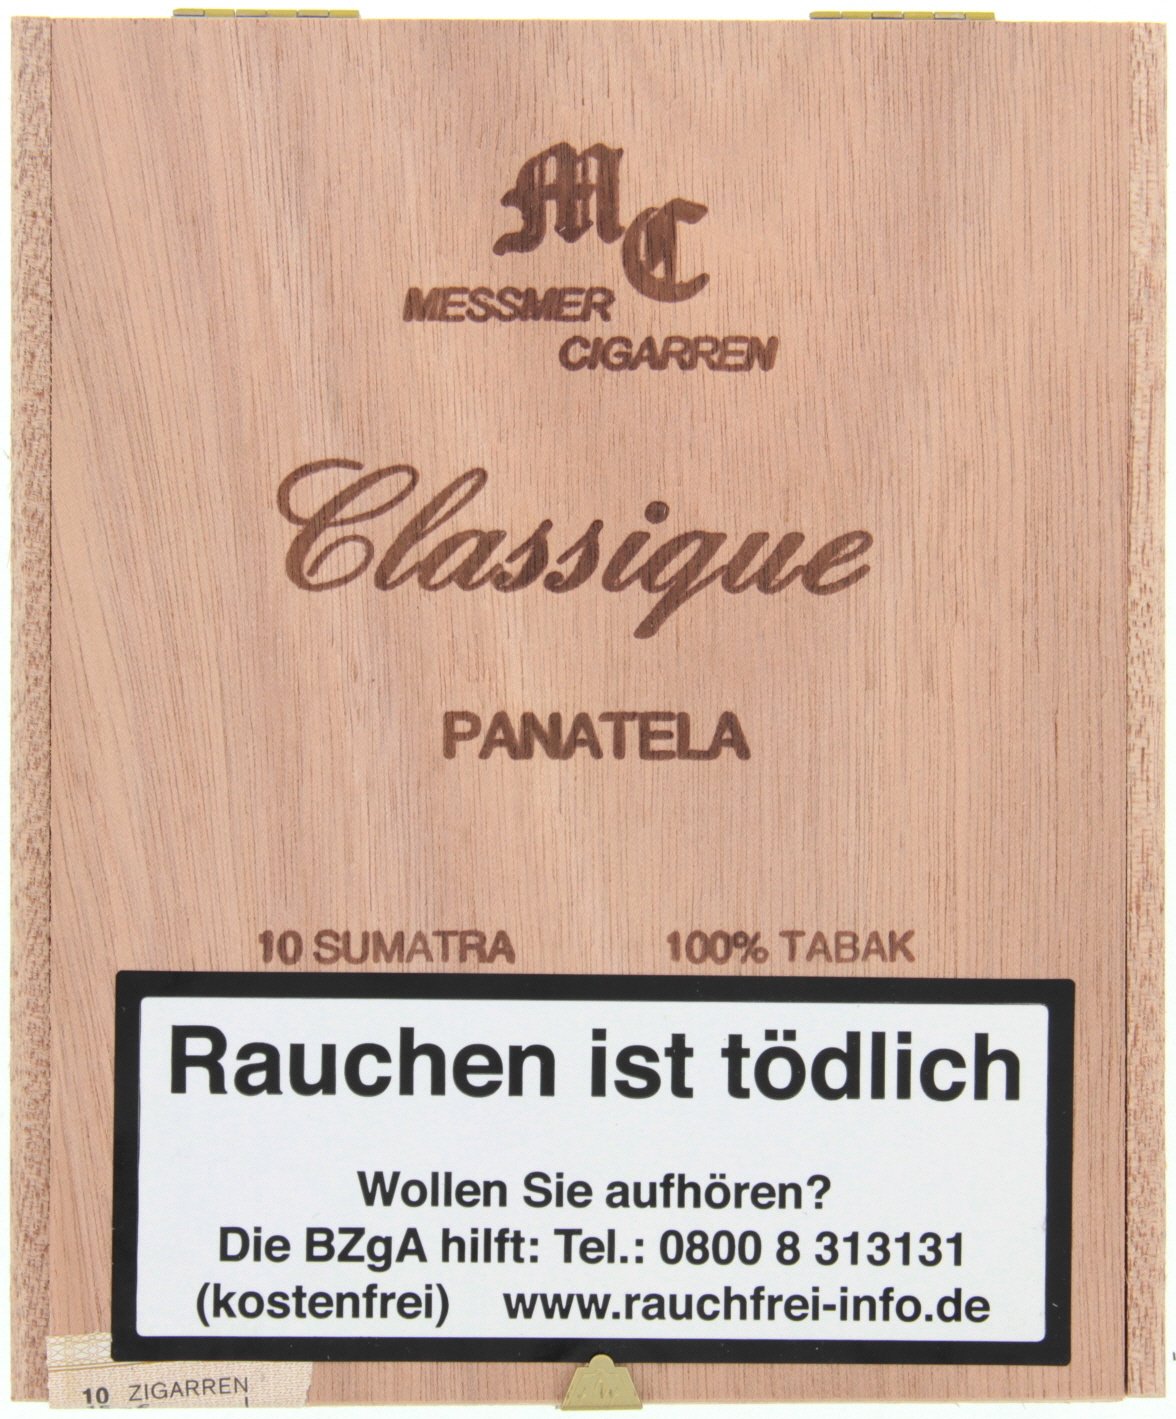 MC
MESSMER
CIGARREN
Classique
PANATELA
10 SUMATRA 100% TABAK
Rauchen ist tödlich
Wollen Sie aufhören?
Die BZgA hilft: Tel.: 0800 8 313131
(kostenfrei) www.rauchfrei-info.de
10 ZIGARREN